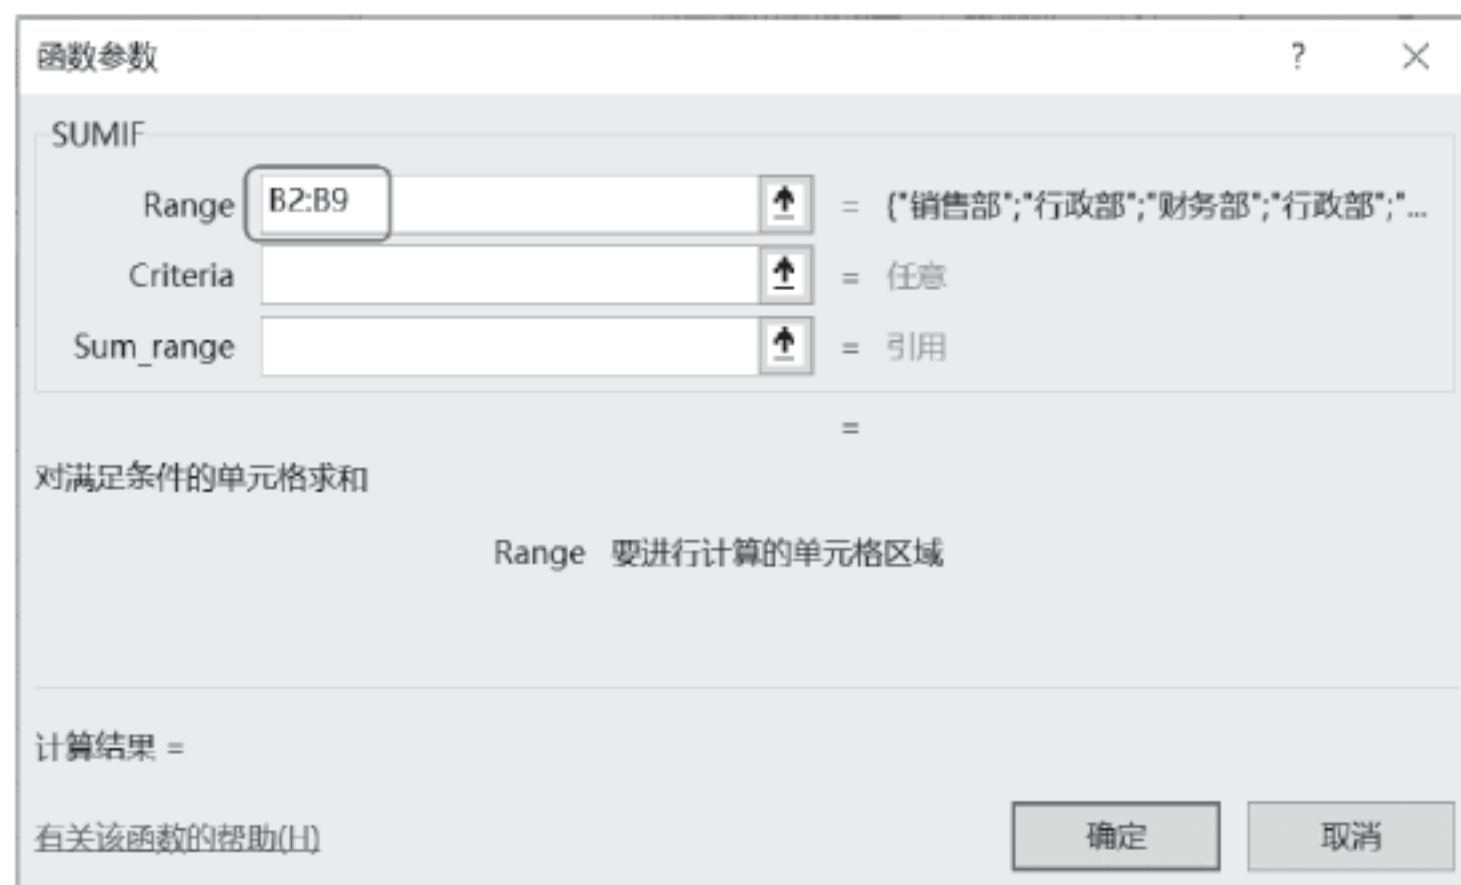 函数参数 ?
SUMIF
Range B2:B9 = {"销售部";"行政部";"财务部";"行政部";"...
Criteria = 任意
Sum_range = 引用
=
对满足条件的单元格求和
Range 要进行计算的单元格区域
计算结果 =
有关该函数的帮助(H)
确定 取消